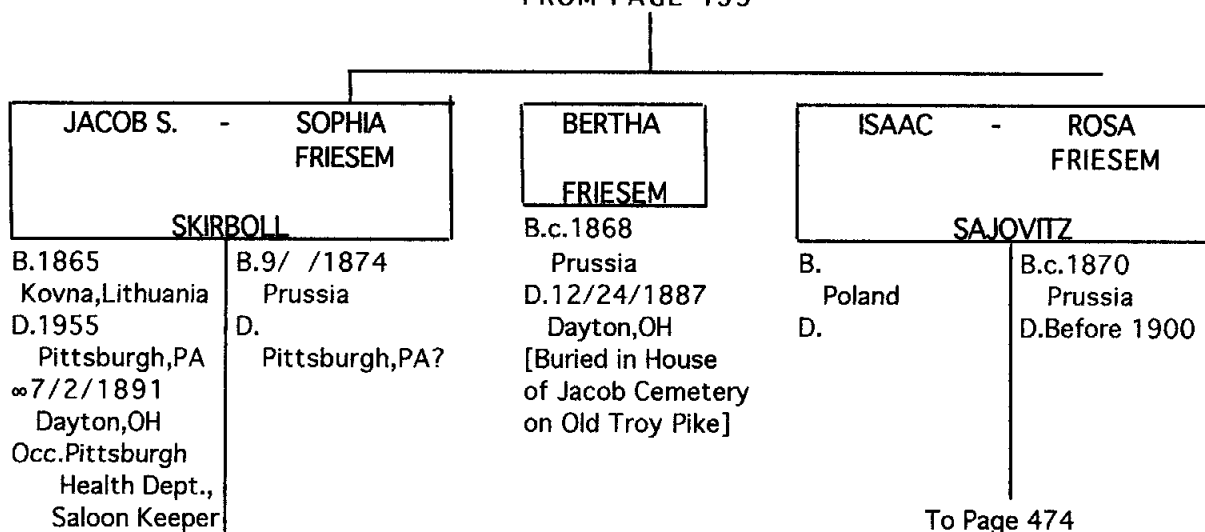 JACOB S. - SOPHIA
FRIESEM
SKIRBOLL
B.1865
Kovna,Lithuania
D.1955
Pittsburgh,PA
∞7/2/1891
Dayton,OH
Occ.Pittsburgh
Health Dept.,
Saloon Keeper
B.9/ /1874
Prussia
D.
Pittsburgh,PA?
BERTHA
FRIESEM
B.c.1868
Prussia
D.12/24/1887
Dayton,OH
[Buried in House
of Jacob Cemetery
on Old Troy Pike]
ISAAC - ROSA
FRIESEM
SAJOVITZ
B.
Poland
D.
B.c.1870
Prussia
D.Before 1900
To Page 474